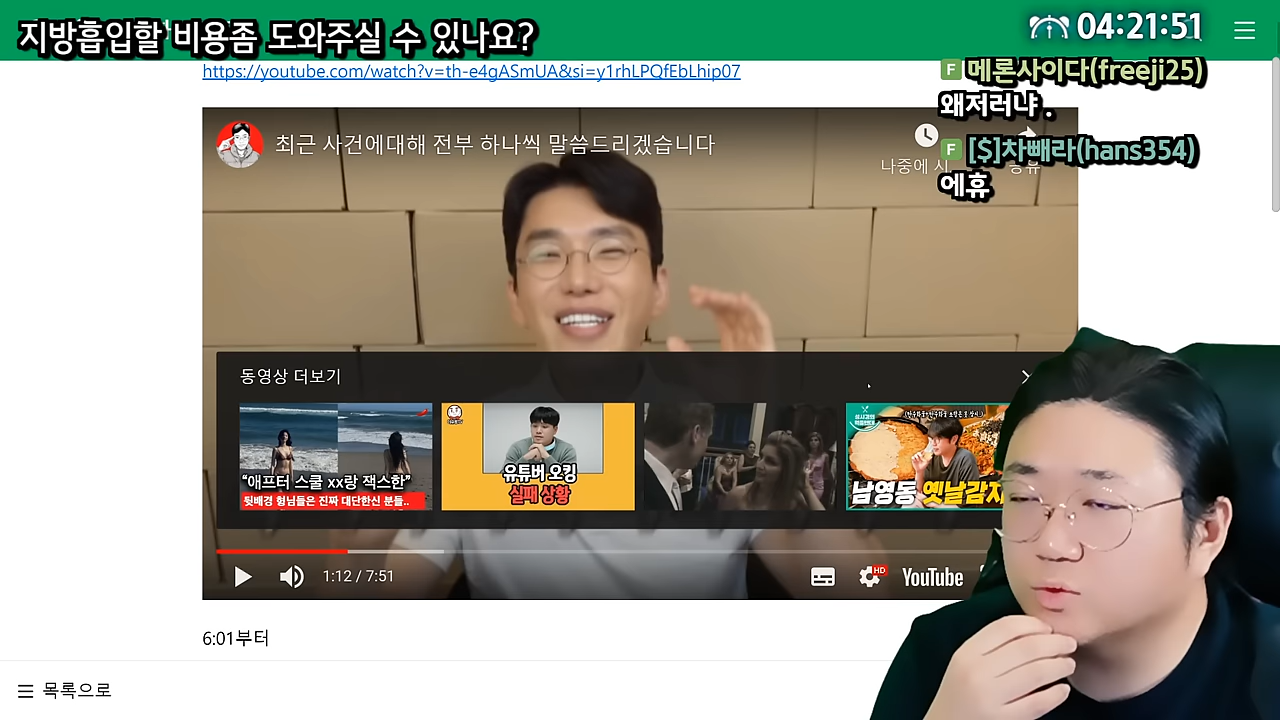 지방흡입할 비용좀 도와주실 수 있나요?
04:21:51
https://youtube.com/watch?v=th-e4gASmUA&si=y1rhLPQfEbLhip07
F 메론사이다(freeji25)
왜저러냐 .
F [$]차빼라(hans354)
에휴
최근 사건에대해 전부 하나씩 말씀드리겠습니다
나중에 시
공유
동영상 더보기
“애프터 스쿨 xx랑 잭스한”
뒷배경 형님들은 진짜 대단한신 분들..
유튜버 오킹
실패 상황
남영동 옛날감자
1:12 / 7:51
HD
YouTube
6:01부터
목록으로